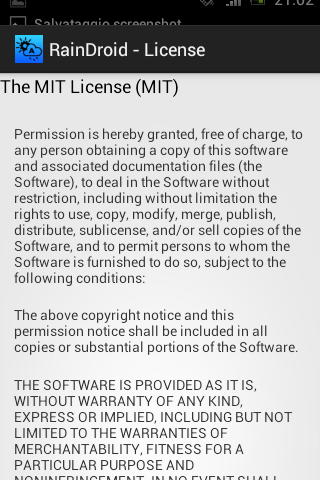 21:02
Salvataggio screenshot
RainDroid - License
The MIT License (MIT)
Permission is hereby granted, free of charge, to
any person obtaining a copy of this software
and associated documentation files (the
Software), to deal in the Software without
restriction, including without limitation the
rights to use, copy, modify, merge, publish,
distribute, sublicense, and/or sell copies of the
Software, and to permit persons to whom the
Software is furnished to do so, subject to the
following conditions:
The above copyright notice and this
permission notice shall be included in all
copies or substantial portions of the Software.
THE SOFTWARE IS PROVIDED AS IT IS,
WITHOUT WARRANTY OF ANY KIND,
EXPRESS OR IMPLIED, INCLUDING BUT NOT
LIMITED TO THE WARRANTIES OF
MERCHANTABILITY, FITNESS FOR A
PARTICULAR PURPOSE AND
NONINFRINGEMENT. IN NO EVENT SHALL